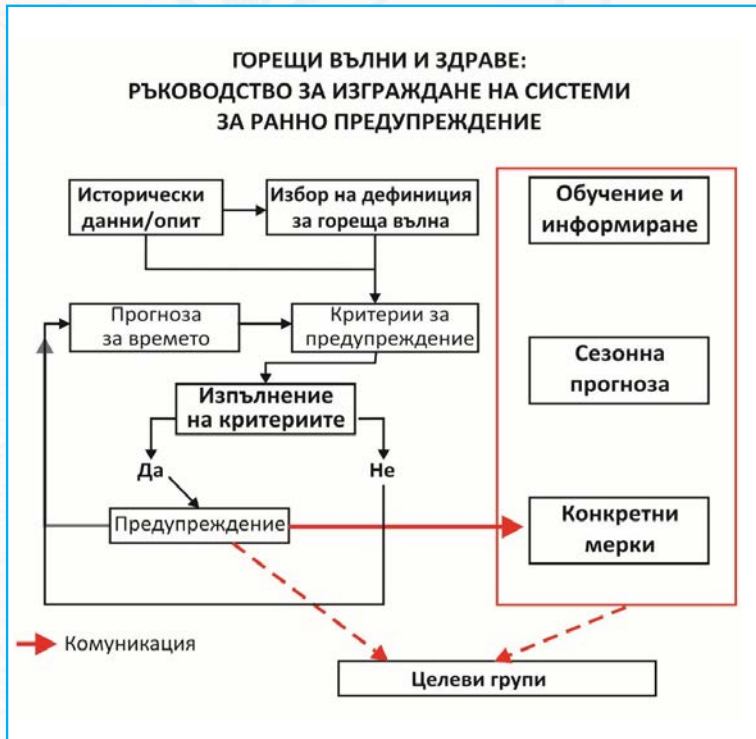 ГОРЕЩИ ВЪЛНИ И ЗДРАВЕ:
РЪКОВОДСТВО ЗА ИЗГРАЖДАНЕ НА СИСТЕМИ
ЗА РАННО ПРЕДУПРЕЖДЕНИЕ
Исторически
данни/опит
Избор на дефиниция
за гореща вълна
Прогноза
за времето
Критерии за
предупреждение
Изпълнение
на критериите
Да
Не
Предупреждение
Обучение и
информиране
Сезонна
прогноза
Конкретни
мерки
Комуникация
Целеви групи